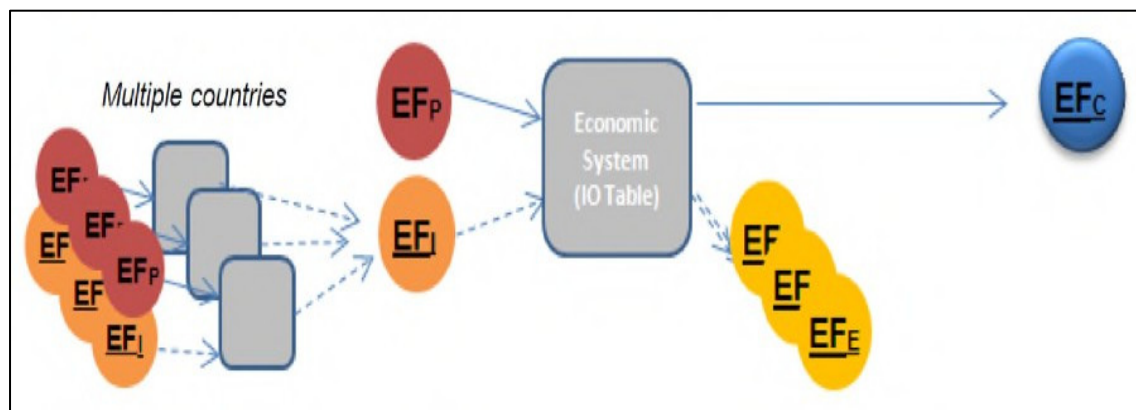 Multiple countries
EFP
EFC
Economic
System
(IO Table)
EF
EF
EFP
EF
EF
EFI
EFI
EF
EF
EFE